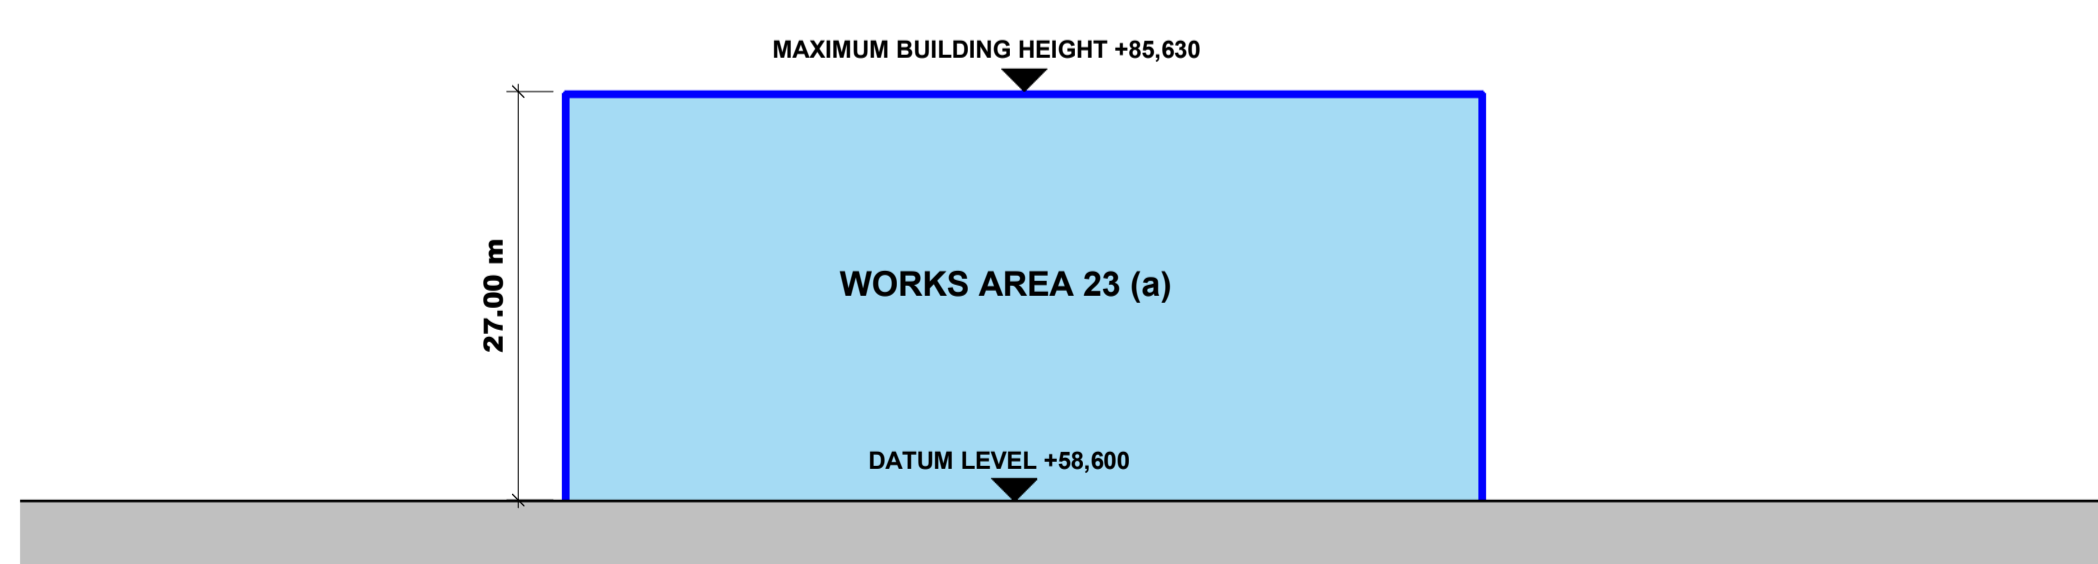 MAXIMUM BUILDING HEIGHT +85,630
27.00 m
WORKS AREA 23 (a)
DATUM LEVEL +58,600